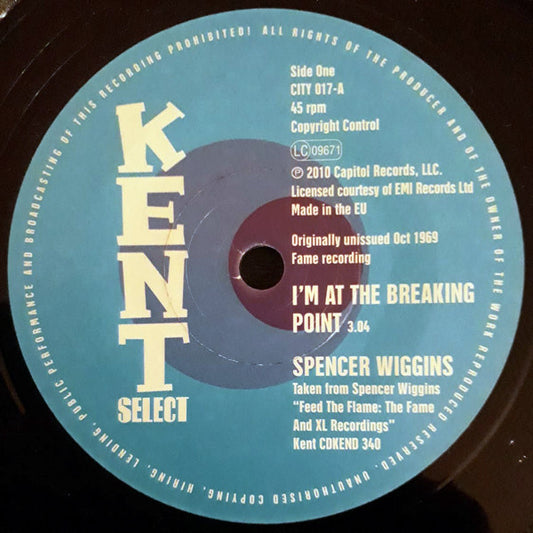 ALL RIGHTS OF THE PRODUCER AND OF THE OWNER OF THE WORK REPRODUCED RESERVED. UNAUTHORISED COPYING, HIRING, LENDING, PUBLIC PERFORMANCE AND BROADCASTING OF THIS RECORDING PROHIBITED!
KENT
SELECT
Side One
CITY 017-A
45 rpm
Copyright Control
LC 09671
℗ 2010 Capitol Records, LLC.
Licensed courtesy of EMI Records Ltd
Made in the EU
Originally unissued Oct 1969
Fame recording
I'M AT THE BREAKING
POINT 3.04
SPENCER WIGGINS
Taken from Spencer Wiggins
"Feed The Flame: The Fame
And XL Recordings"
Kent CDKEND 340